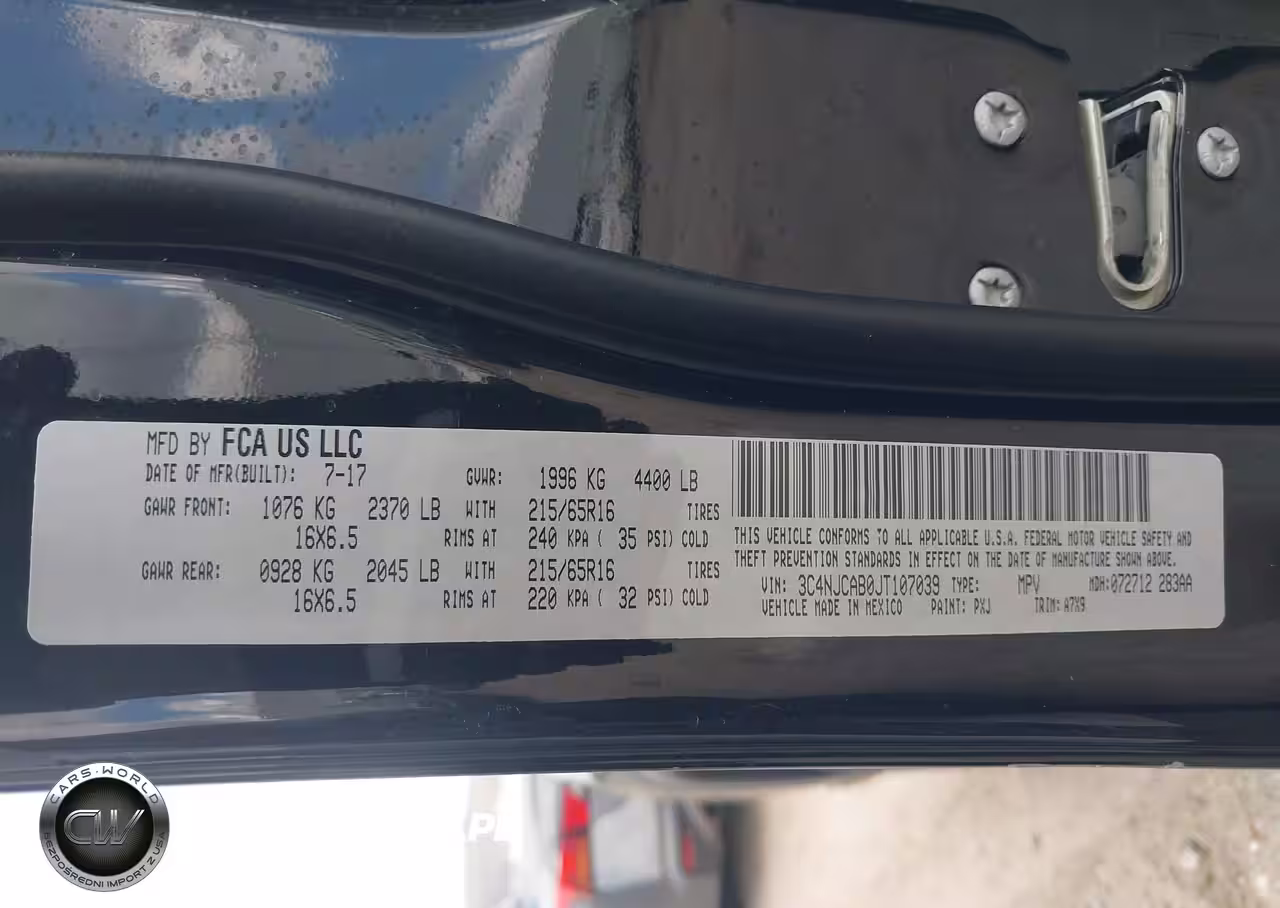 MFD BY FCA US LLC
DATE OF MFR(BUILT): 7-17 GVWR: 1996 KG 4400 LB
GAWR FRONT: 1076 KG 2370 LB WITH 215/65R16 TIRES
16X6.5 RIMS AT 240 KPA ( 35 PSI) COLD
GAWR REAR: 0928 KG 2045 LB WITH 215/65R16 TIRES
16X6.5 RIMS AT 220 KPA ( 32 PSI) COLD
THIS VEHICLE CONFORMS TO ALL APPLICABLE U.S.A. FEDERAL MOTOR VEHICLE SAFETY AND
THEFT PREVENTION STANDARDS IN EFFECT ON THE DATE OF MANUFACTURE SHOWN ABOVE.
VIN: 3C4NJCAB0JT107039 TYPE: MPV MDH:072712 283AA
VEHICLE MADE IN MEXICO PAINT: PXJ TRIM: A7X9
CARS-WORLD
CW
BEZPOŚREDNI IMPORT Z USA